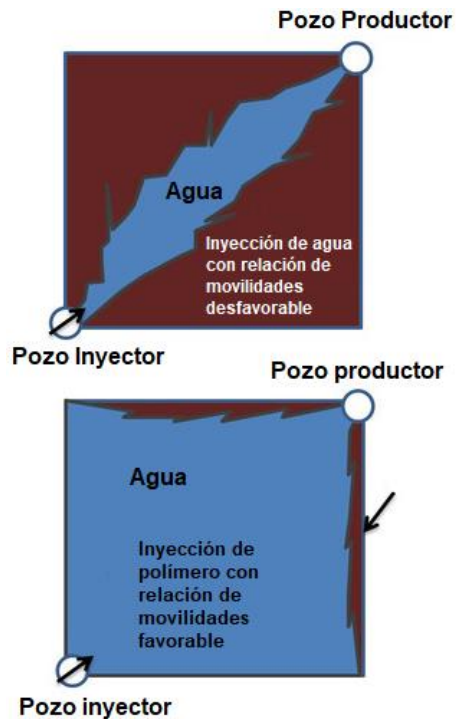 Pozo Productor
Agua
Inyección de agua
con relación de
movilidades
desfavorable
Pozo Inyector
Pozo productor
Agua
Inyección de
polímero con
relación de
movilidades
favorable
Pozo inyector